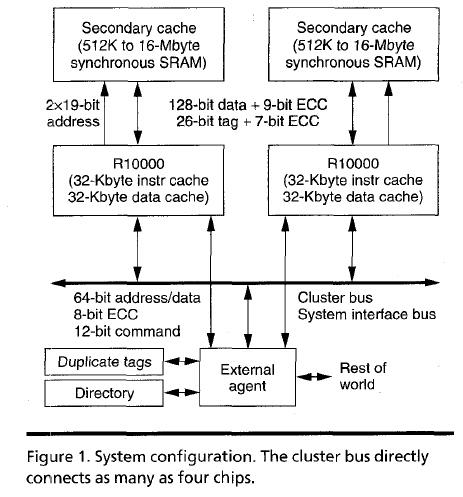 Secondary cache
(512K to 16-Mbyte
synchronous SRAM)
Secondary cache
(512K to 16-Mbyte
synchronous SRAM)
2×19-bit
address
128-bit data + 9-bit ECC
26-bit tag + 7-bit ECC
R10000
(32-Kbyte instr cache
32-Kbyte data cache)
R10000
(32-Kbyte instr cache
32-Kbyte data cache)
64-bit address/data
8-bit ECC
12-bit command
Cluster bus
System interface bus
Duplicate tags
Directory
External
agent
Rest of
world
Figure 1. System configuration. The cluster bus directly
connects as many as four chips.